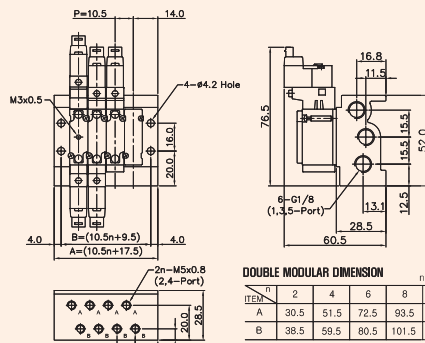 P=10.5
14.0
4-ø4.2 Hole
M3x0.5
16.0
20.0
4.0
B=(10.5n+9.5)
4.0
A=(10.5n+17.5)
76.5
16.8
11.5
15.5
15.5
52.0
12.5
13.1
28.5
60.5
6-G1/8
(1,3,5-Port)
2n-M5x0.8
(2,4-Port)
A A A A
B B B B
20.0
28.5
DOUBLE MODULAR DIMENSION
n
ITEM n 2 4 6 8
A 30.5 51.5 72.5 93.5
B 38.5 59.5 80.5 101.5